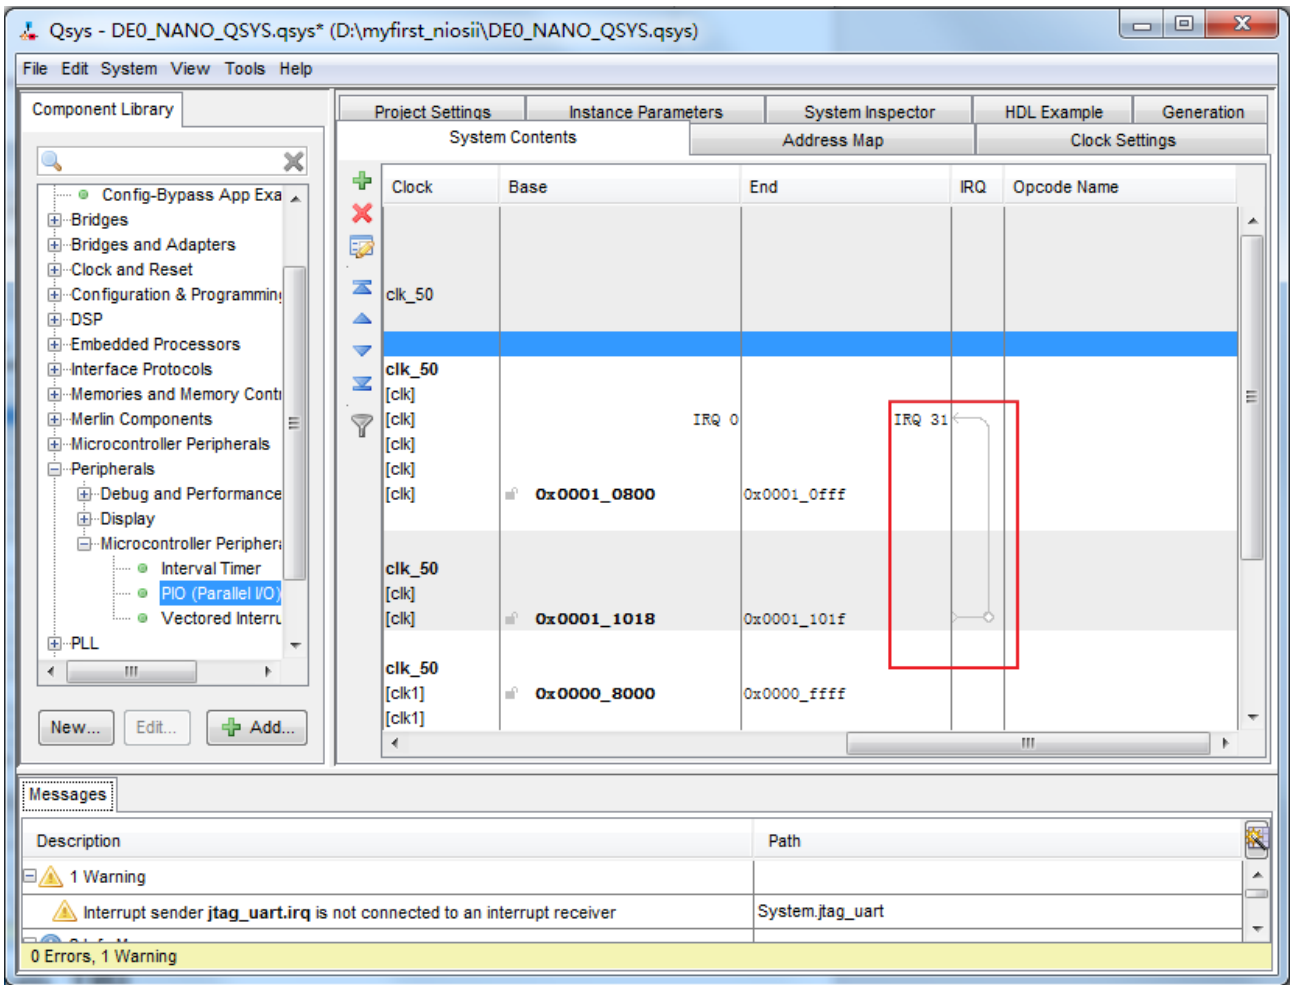 Qsys - DE0_NANO_QSYS.qsys* (D:\myfirst_niosii\DE0_NANO_QSYS.qsys)
File Edit System View Tools Help
Component Library
Config-Bypass App Exa
Bridges
Bridges and Adapters
Clock and Reset
Configuration & Programming
DSP
Embedded Processors
Interface Protocols
Memories and Memory Cont
Merlin Components
Microcontroller Peripherals
Peripherals
Debug and Performance
Display
Microcontroller Periphera
Interval Timer
PIO (Parallel I/O)
Vectored Interru
PLL
New... Edit... Add...
Project Settings Instance Parameters System Inspector HDL Example Generation
System Contents Address Map Clock Settings
Clock Base End IRQ Opcode Name
clk_50
clk_50
[clk]
[clk] IRQ 0 IRQ 31
[clk]
[clk]
[clk] 0x0001_0800 0x0001_0fff
clk_50
[clk]
[clk] 0x0001_1018 0x0001_101f
clk_50
[clk1] 0x0000_8000 0x0000_ffff
[clk1]
Messages
Description Path
1 Warning
Interrupt sender jtag_uart.irq is not connected to an interrupt receiver System.jtag_uart
0 Errors, 1 Warning